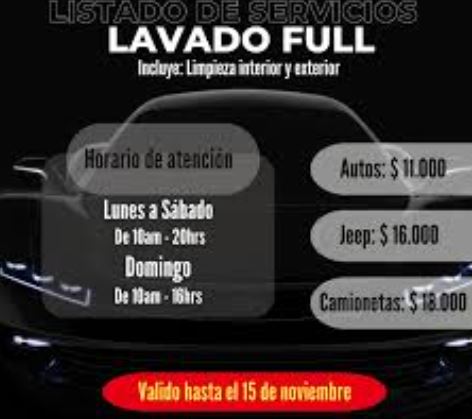 LISTADO DE SERVICIOS
LAVADO FULL
Incluye: Limpieza interior y exterior
Horario de atención
Lunes a Sábado
De 10am - 20hrs
Domingo
De 10am - 16hrs
Autos: $ 11.000
Jeep: $ 16.000
Camionetas: $ 18.000
Valido hasta el 15 de noviembre